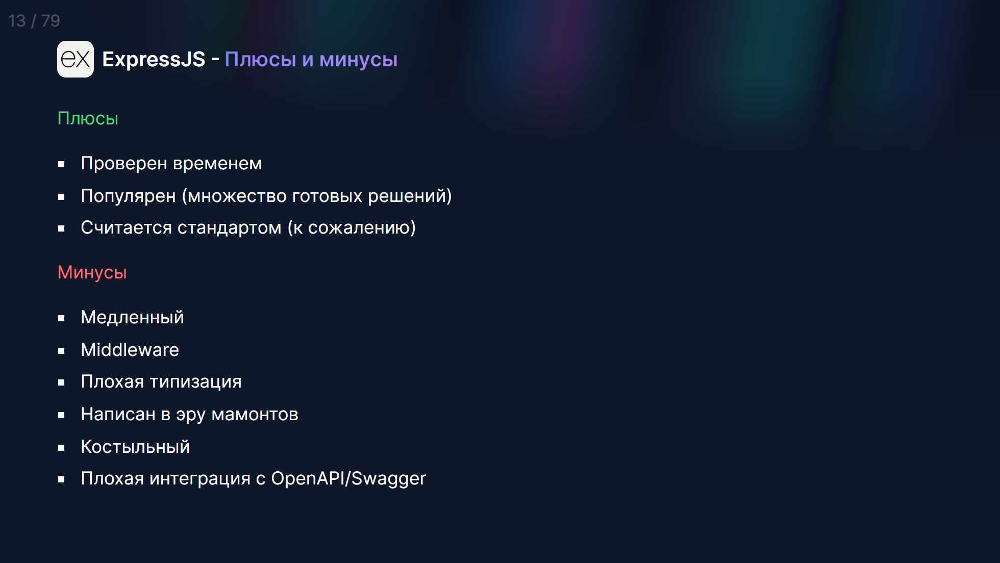 13 / 79
ex ExpressJS - Плюсы и минусы
Плюсы
Проверен временем
Популярен (множество готовых решений)
Считается стандартом (к сожалению)
Минусы
Медленный
Middleware
Плохая типизация
Написан в эру мамонтов
Костыльный
Плохая интеграция с OpenAPI/Swagger